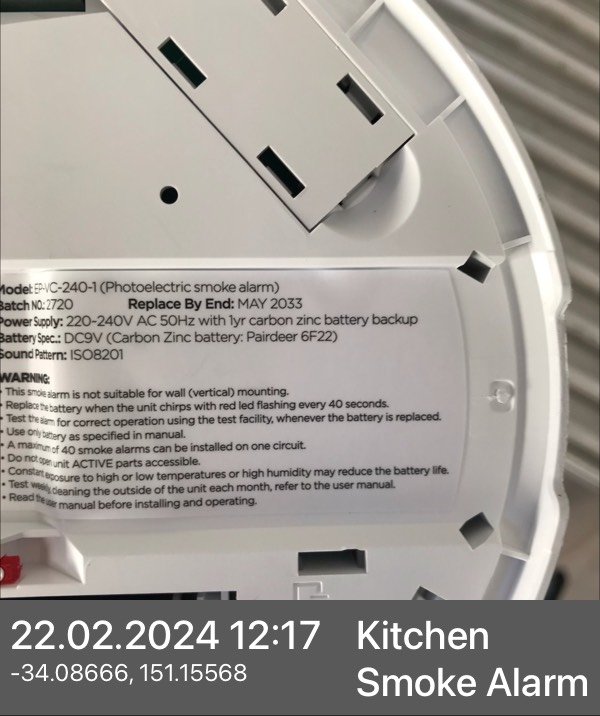 Model: EP-VC-240-1 (Photoelectric smoke alarm)
Batch NO.: 2720 Replace By End: MAY 2033
Power Supply: 220-240V AC 50Hz with 1yr carbon zinc battery backup
Battery Spec.: DC9V (Carbon Zinc battery: Pairdeer 6F22)
Sound Pattern: ISO8201
WARNING:
• This smoke alarm is not suitable for wall (vertical) mounting.
• Replace the battery when the unit chirps with red led flashing every 40 seconds.
• Test the alarm for correct operation using the test facility, whenever the battery is replaced.
• Use only battery as specified in manual.
• A maximum of 40 smoke alarms can be installed on one circuit.
• Do not open unit ACTIVE parts accessible.
• Constant exposure to high or low temperatures or high humidity may reduce the battery life.
• Test weekly, cleaning the outside of the unit each month, refer to the user manual.
• Read the user manual before installing and operating.
22.02.2024 12:17
-34.08666, 151.15568
Kitchen
Smoke Alarm